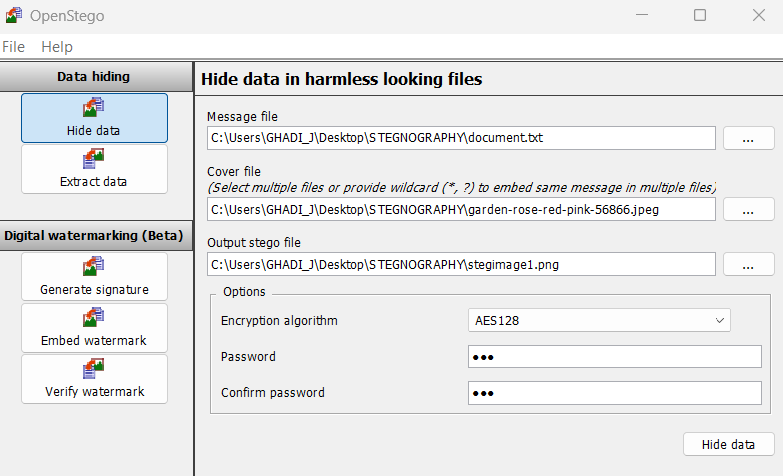 OpenStego
File Help
Data hiding
Hide data
Extract data
Digital watermarking (Beta)
Generate signature
Embed watermark
Verify watermark
Hide data in harmless looking files
Message file
C:\Users\GHADI_J\Desktop\STEGNOGRAPHY\document.txt
...
Cover file
(Select multiple files or provide wildcard (*, ?) to embed same message in multiple files)
C:\Users\GHADI_J\Desktop\STEGNOGRAPHY\garden-rose-red-pink-56866.jpeg
...
Output stego file
C:\Users\GHADI_J\Desktop\STEGNOGRAPHY\stegimage1.png
...
Options
Encryption algorithm
AES128
Password
●●●
Confirm password
●●●
Hide data